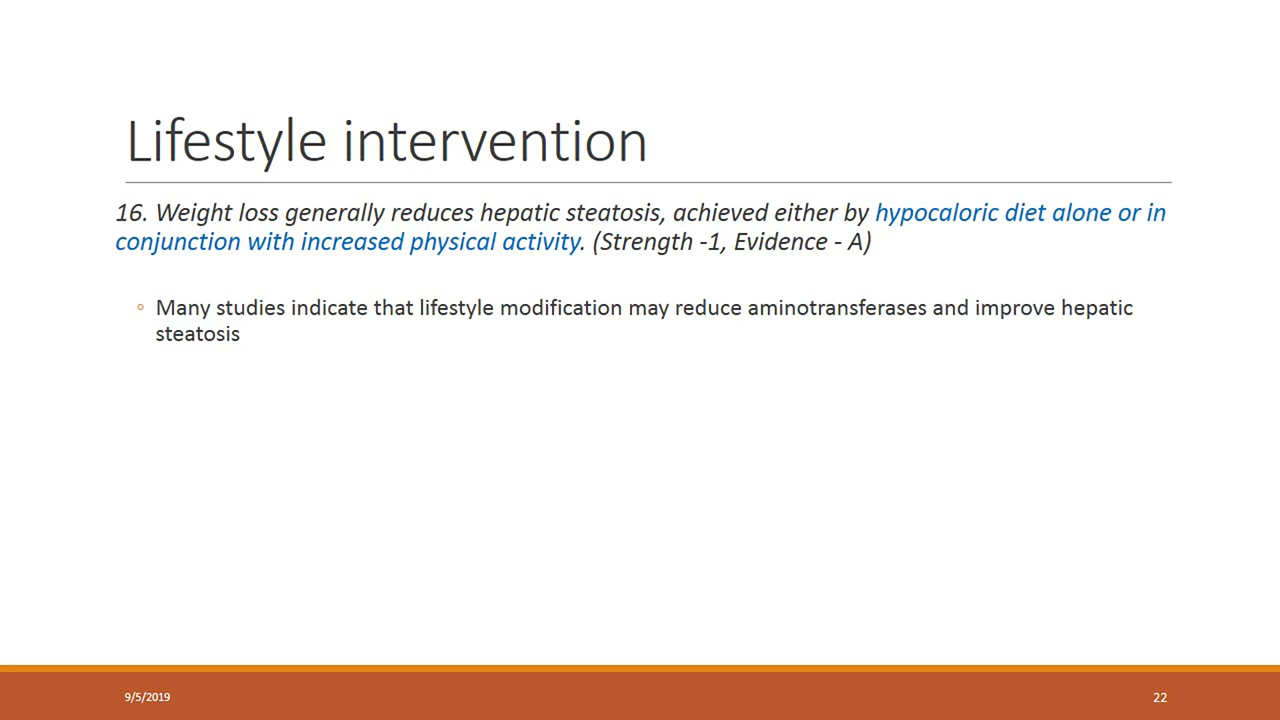 Lifestyle intervention
16. Weight loss generally reduces hepatic steatosis, achieved either by hypocaloric diet alone or in
conjunction with increased physical activity. (Strength -1, Evidence - A)
◦ Many studies indicate that lifestyle modification may reduce aminotransferases and improve hepatic
steatosis
9/5/2019
22